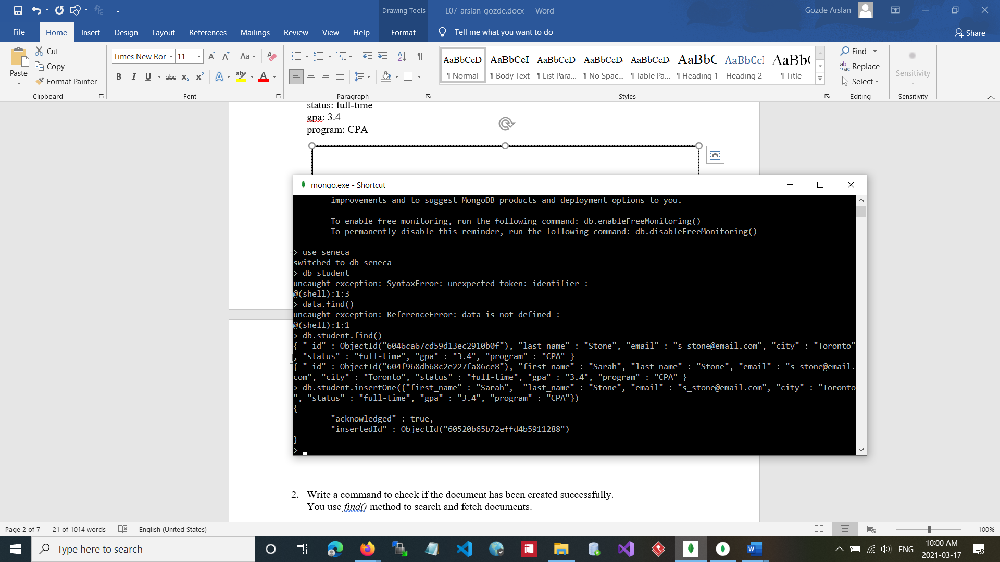 Drawing Tools
L07-arslan-gozde.docx - Word
Gozde Arslan
File Home Insert Design Layout References Mailings Review View Help Format Tell me what you want to do Share
Paste
Cut
Copy
Format Painter
Clipboard
Times New Ror 11
Font
Paragraph
AaBbCcD AaBbCcI AaBbCcD AaBbCcD AaBbCcD AaBbC AaBbCc AaBb(
¶ Normal ¶ Body Text ¶ List Para... ¶ No Spac... ¶ Table Pa... ¶ Heading 1 Heading 2 ¶ Title
Styles
Find
Replace
Select
Editing
Sensitivity
Sensitivity
status: full-time
gpa: 3.4
program: CPA
mongo.exe - Shortcut
improvements and to suggest MongoDB products and deployment options to you.
To enable free monitoring, run the following command: db.enableFreeMonitoring()
To permanently disable this reminder, run the following command: db.disableFreeMonitoring()
---
> use seneca
switched to db seneca
> db student
uncaught exception: SyntaxError: unexpected token: identifier :
@(shell):1:3
> data.find()
uncaught exception: ReferenceError: data is not defined :
@(shell):1:1
> db.student.find()
{ "_id" : ObjectId("6046ca67cd59d13ec2910b0f"), "last_name" : "Stone", "email" : "s_stone@email.com", "city" : "Toronto"
, "status" : "full-time", "gpa" : "3.4", "program" : "CPA" }
{ "_id" : ObjectId("604f968db68c2e227fa86ce8"), "first_name" : "Sarah", "last_name" : "Stone", "email" : "s_stone@email.
com", "city" : "Toronto", "status" : "full-time", "gpa" : "3.4", "program" : "CPA" }
> db.student.insertOne({"first_name" : "Sarah",  "last_name" : "Stone", "email" : "s_stone@email.com", "city" : "Toronto
", "status" : "full-time", "gpa" : "3.4", "program" : "CPA"})
{
"acknowledged" : true,
"insertedId" : ObjectId("60520b65b72effd4b5911288")
}
>
2. Write a command to check if the document has been created successfully.
You use find() method to search and fetch documents.
Page 2 of 7 21 of 1014 words English (United States) 100%
Type here to search
ENG
10:00 AM
2021-03-17